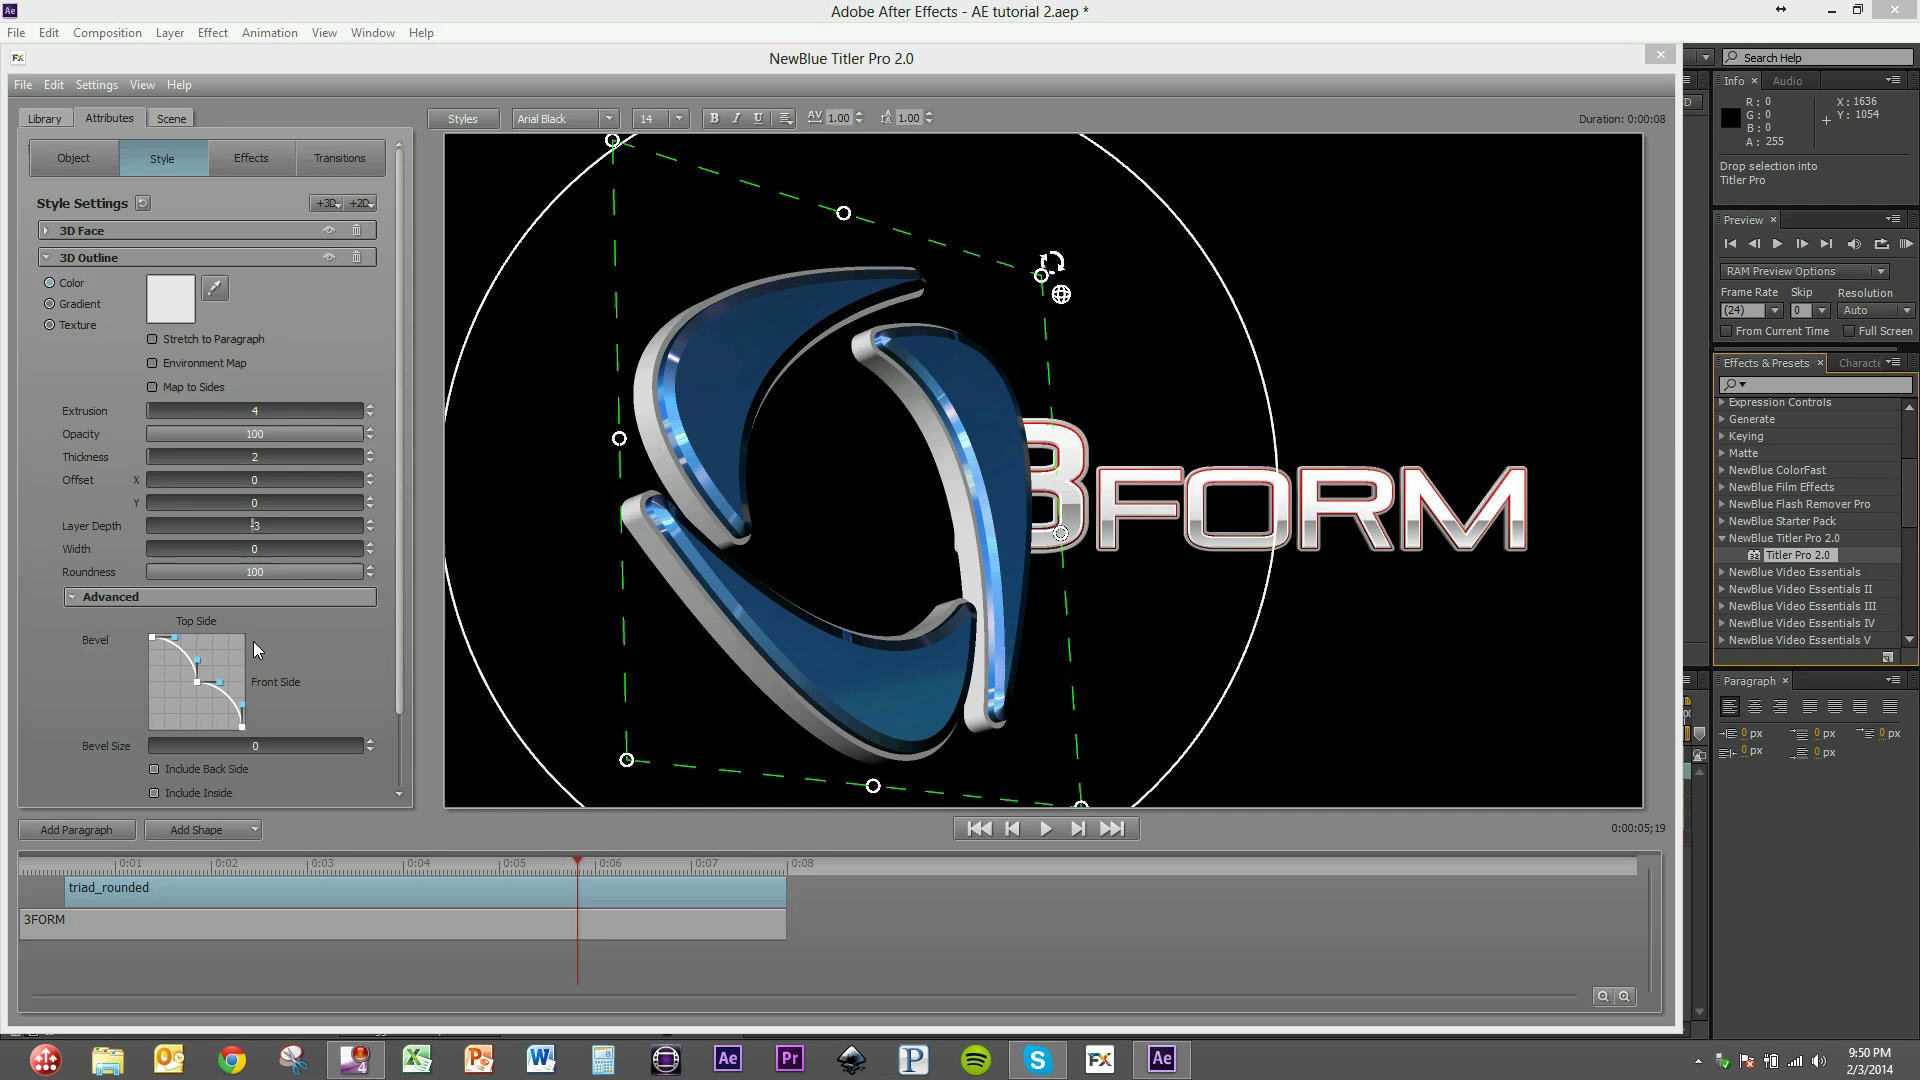 Adobe After Effects - AE tutorial 2.aep *
File Edit Composition Layer Effect Animation View Window Help
NewBlue Titler Pro 2.0
Search Help
File Edit Settings View Help
Info Audio
Library Attributes Scene
Styles Arial Black 14 B I U AV 1.00 1.00 Duration: 0:00:08
R: 0
G: 0
B: 0
A: 255
X: 1636
Y: 1054
Object Style Effects Transitions
Drop selection into
Titler Pro
Style Settings +3D +2D
3D Face
3D Outline
Preview
Color
Gradient
Texture
RAM Preview Options
Frame Rate Skip Resolution
(24) 0 Auto
From Current Time Full Screen
Stretch to Paragraph
Environment Map
Map to Sides
Effects & Presets Characte
Extrusion 4
Opacity 100
Thickness 2
Offset X 0
Y 0
Layer Depth -3
Width 0
Roundness 100
Advanced
Top Side
Bevel
Front Side
Bevel Size 0
Include Back Side
Include Inside
3FORM
Expression Controls
Generate
Keying
Matte
NewBlue ColorFast
NewBlue Film Effects
NewBlue Flash Remover Pro
NewBlue Starter Pack
NewBlue Titler Pro 2.0
32 Titler Pro 2.0
NewBlue Video Essentials
NewBlue Video Essentials II
NewBlue Video Essentials III
NewBlue Video Essentials IV
NewBlue Video Essentials V
Paragraph
0 px 0 px 0 px
0 px 0 px
Add Paragraph Add Shape
0:00:05;19
0:01 0:02 0:03 0:04 0:05 0:06 0:07 0:08
triad_rounded
3FORM
9:50 PM
2/3/2014